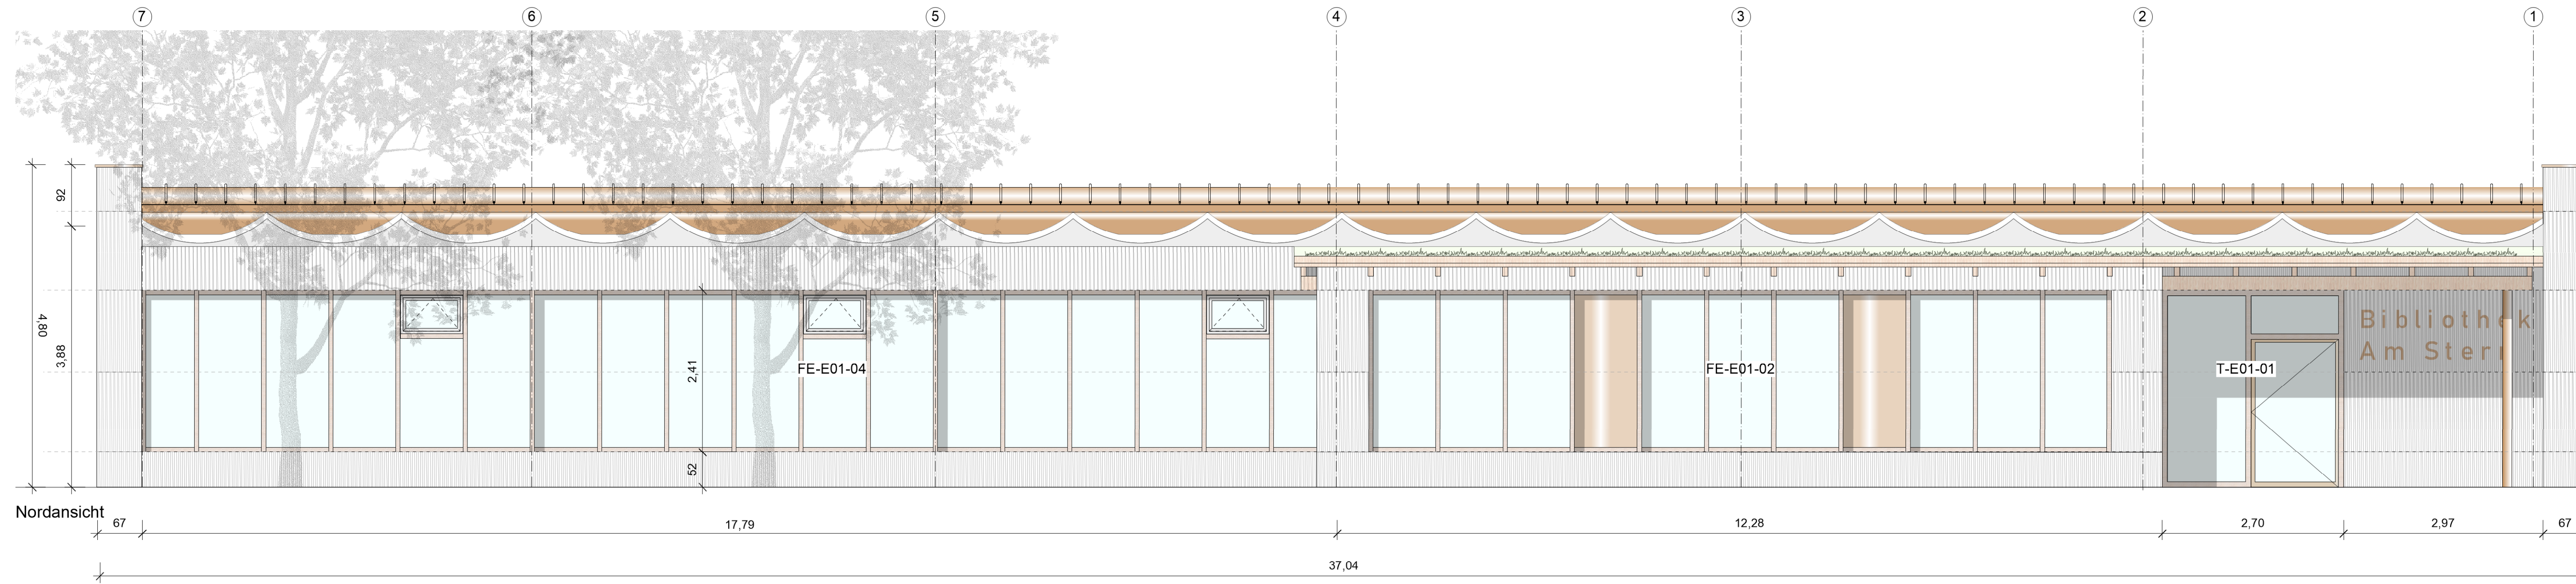 7 6 5 4 3 2 1
92
4,80
3,88
2,41
52
FE-E01-04
FE-E01-02
T-E01-01
Bibliothek
Am Stern
Nordansicht
67 17,79 12,28 2,70 2,97 67
37,04